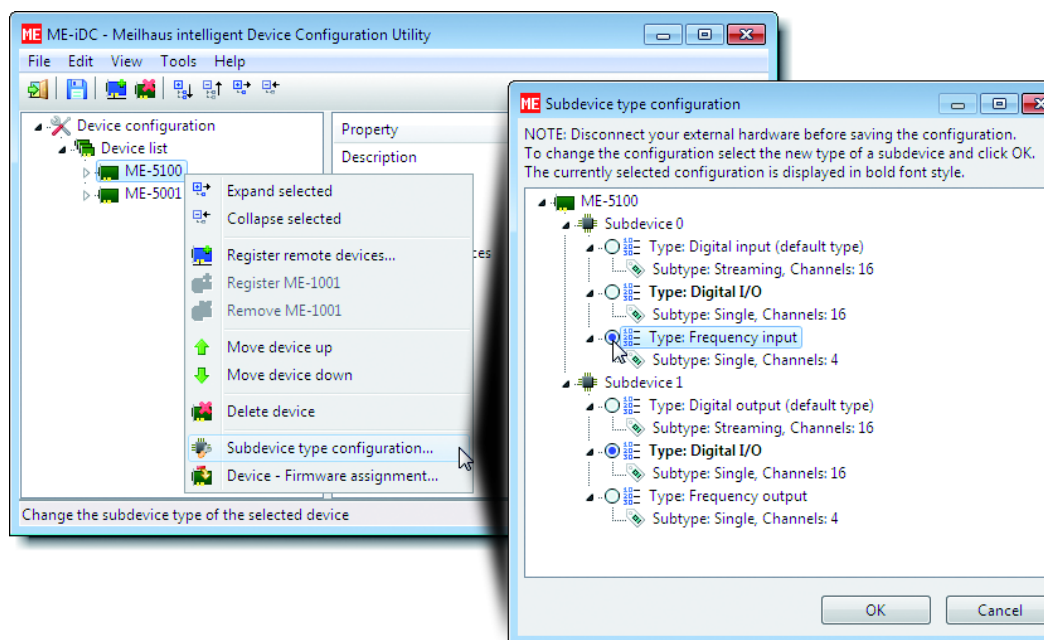 ME ME-iDC - Meilhaus intelligent Device Configuration Utility
File Edit View Tools Help
Device configuration
Device list
ME-5100
ME-5001
Property
Description
ces
Expand selected
Collapse selected
Register remote devices...
Register ME-1001
Remove ME-1001
Move device up
Move device down
Delete device
Subdevice type configuration...
Device - Firmware assignment...
Change the subdevice type of the selected device
ME Subdevice type configuration
NOTE: Disconnect your external hardware before saving the configuration.
To change the configuration select the new type of a subdevice and click OK.
The currently selected configuration is displayed in bold font style.
ME-5100
Subdevice 0
Type: Digital input (default type)
Subtype: Streaming, Channels: 16
Type: Digital I/O
Subtype: Single, Channels: 16
Type: Frequency input
Subtype: Single, Channels: 4
Subdevice 1
Type: Digital output (default type)
Subtype: Streaming, Channels: 16
Type: Digital I/O
Subtype: Single, Channels: 16
Type: Frequency output
Subtype: Single, Channels: 4
OK Cancel